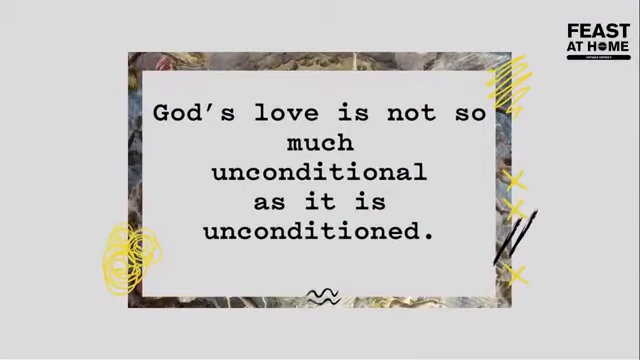 FEAST
AT HOME
God's love is not so
much
unconditional
as it is
unconditioned.